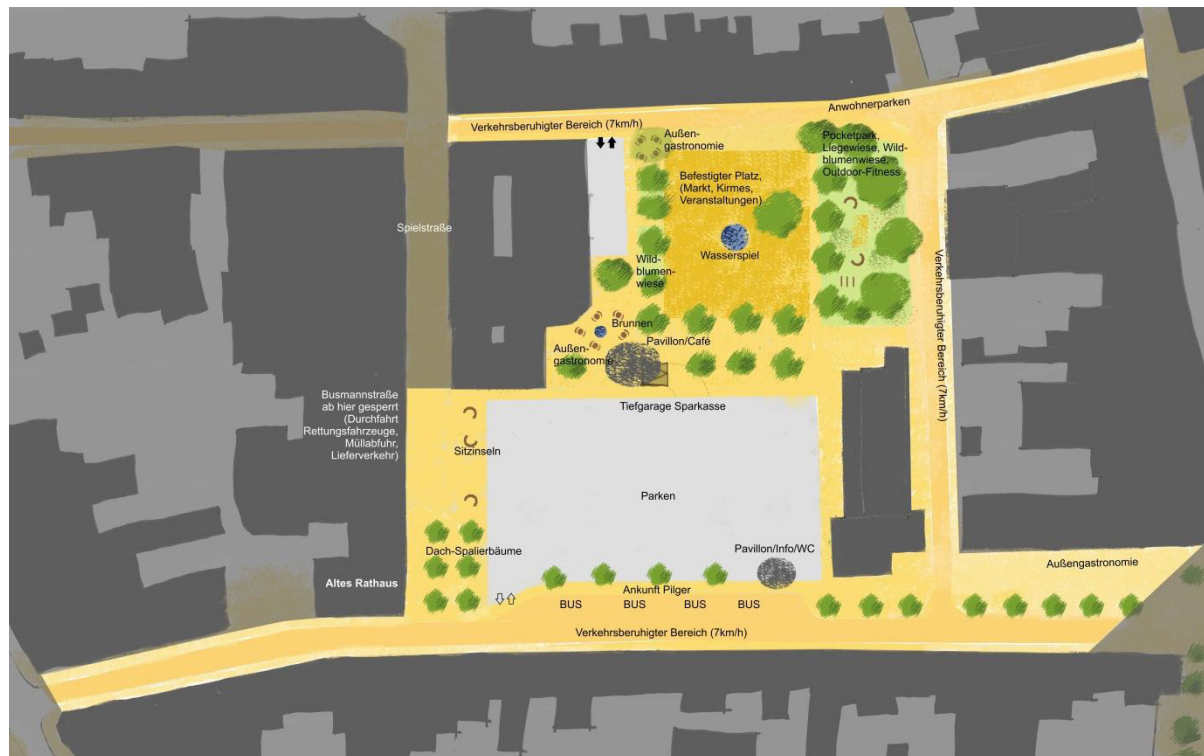 Anwohnerparken
Verkehrsberuhigter Bereich (7km/h)
Außen-
gastronomie
Pocketpark,
Liegewiese, Wild-
blumenwiese,
Outdoor-Fitness
Befestigter Platz,
(Markt, Kirmes,
Veranstaltungen)
Spielstraße
Wasserspiel
Wild-
blumen-
wiese
Verkehrsberuhigter Bereich (7km/h)
Brunnen
Außen-
gastronomie
Pavillon/Café
Tiefgarage Sparkasse
Busmannstraße
ab hier gesperrt
(Durchfahrt
Rettungsfahrzeuge,
Müllabfuhr,
Lieferverkehr)
Sitzinseln
Parken
Dach-Spalierbäume
Pavillon/Info/WC
Außengastronomie
Altes Rathaus
Ankunft Pilger
BUS BUS BUS BUS
Verkehrsberuhigter Bereich (7km/h)